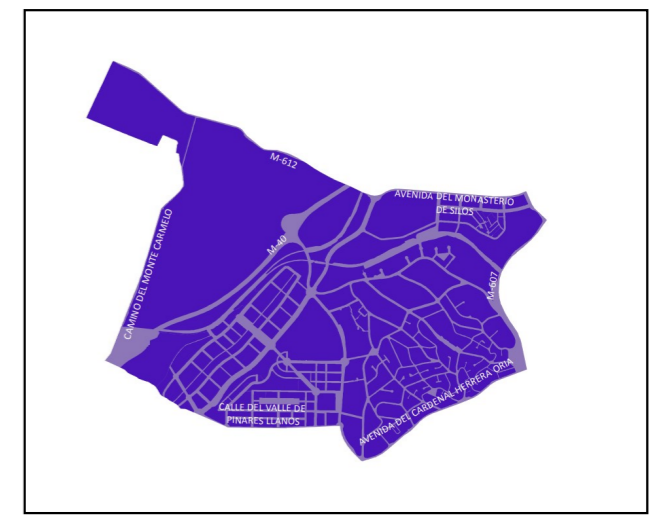 M-612
AVENIDA DEL MONASTERIO
DE SILOS
CAMINO DEL MONTE CARMELO
M-40
M-607
CALLE DEL VALLE DE
PINARES LLANOS
AVENIDA DEL CARDENAL HERRERA ORIA